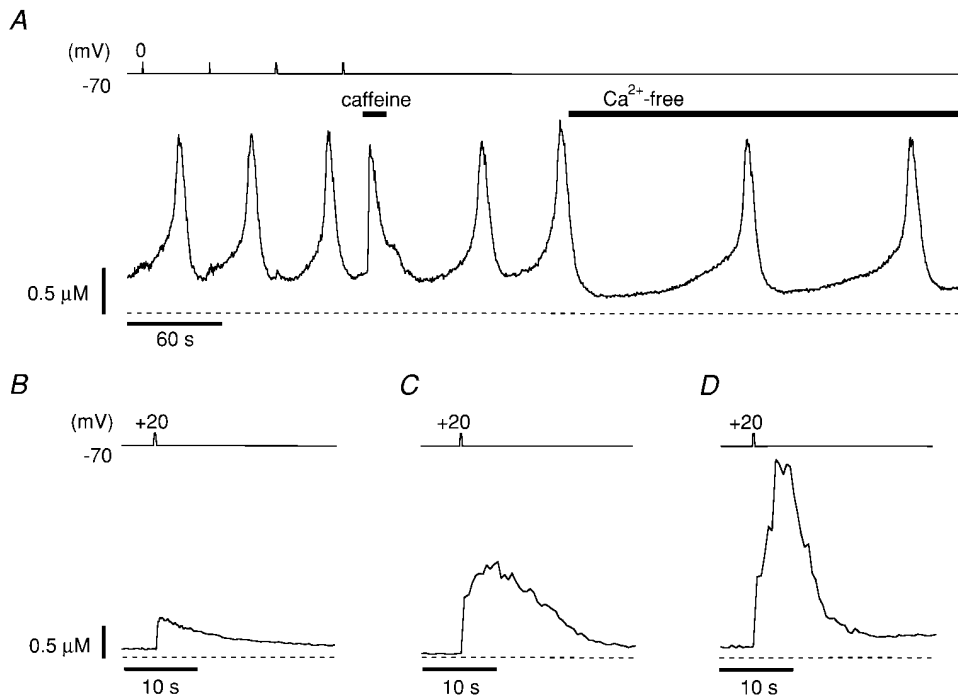 A
(mV)
0
-70
caffeine
Ca²⁺-free
0.5 µM
60 s
B
C
D
(mV)
+20
+20
+20
-70
0.5 µM
10 s
10 s
10 s